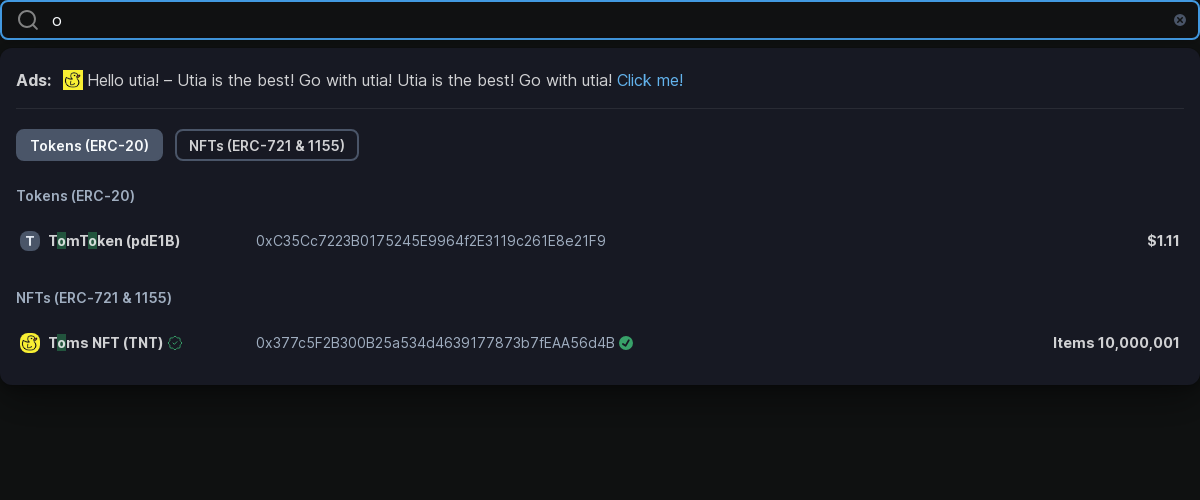 o
Ads: Hello utia! – Utia is the best! Go with utia! Utia is the best! Go with utia! Click me!
Tokens (ERC-20) NFTs (ERC-721 & 1155)
Tokens (ERC-20)
T TomToken (pdE1B) 0xC35Cc7223B0175245E9964f2E3119c261E8e21F9 $1.11
NFTs (ERC-721 & 1155)
Toms NFT (TNT) 0x377c5F2B300B25a534d4639177873b7fEAA56d4B Items 10,000,001